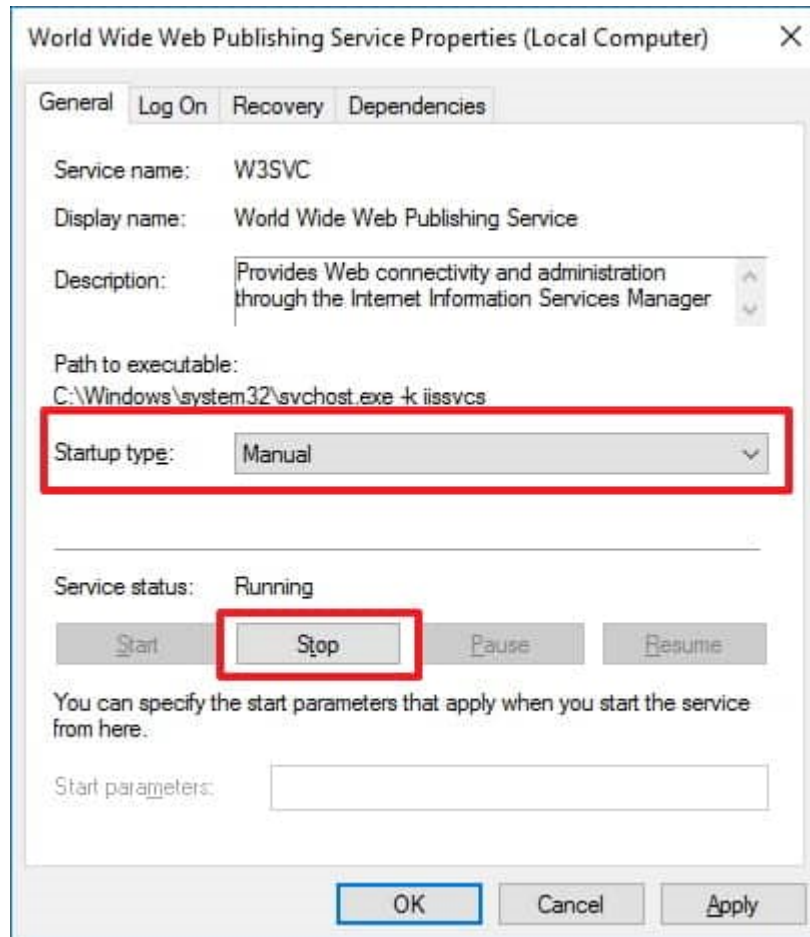 World Wide Web Publishing Service Properties (Local Computer)
General Log On Recovery Dependencies
Service name: W3SVC
Display name: World Wide Web Publishing Service
Description: Provides Web connectivity and administration
through the Internet Information Services Manager
Path to executable:
C:\Windows\system32\svchost.exe -k iissvcs
Startup type: Manual
Service status: Running
Start Stop Pause Resume
You can specify the start parameters that apply when you start the service
from here.
Start parameters:
OK Cancel Apply